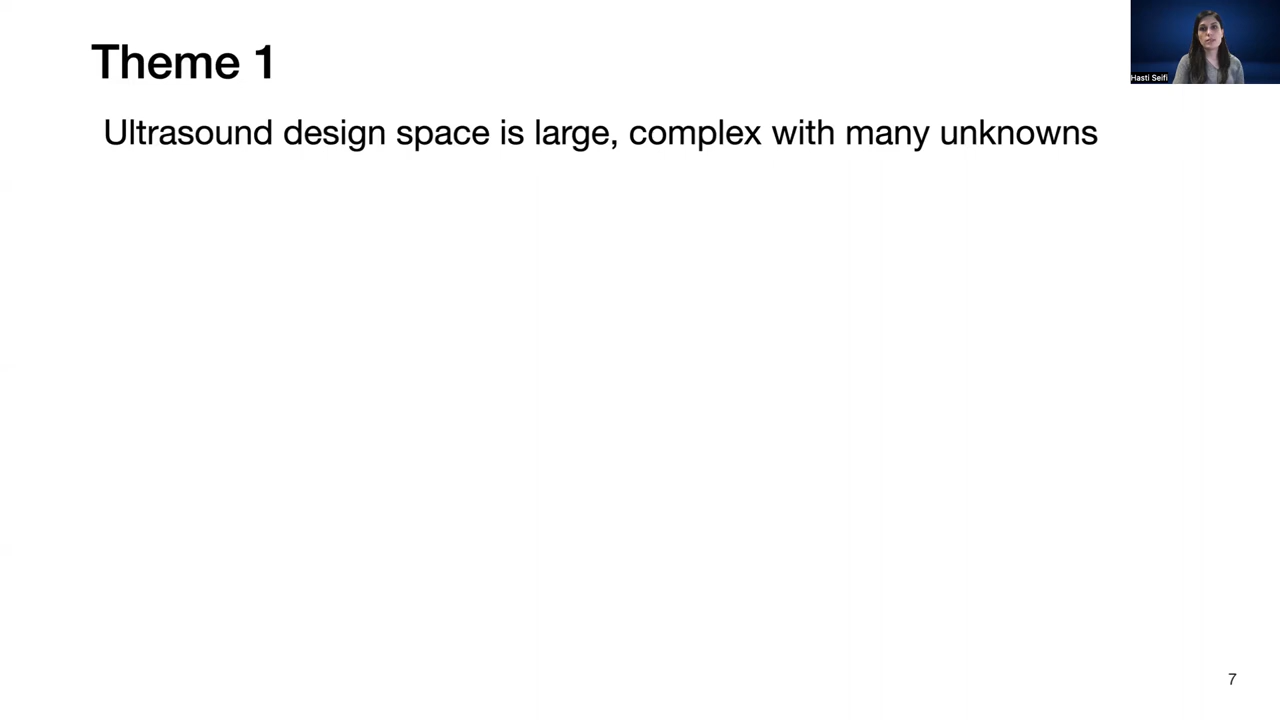 Theme 1
Hasti Seifi
Ultrasound design space is large, complex with many unknowns
7